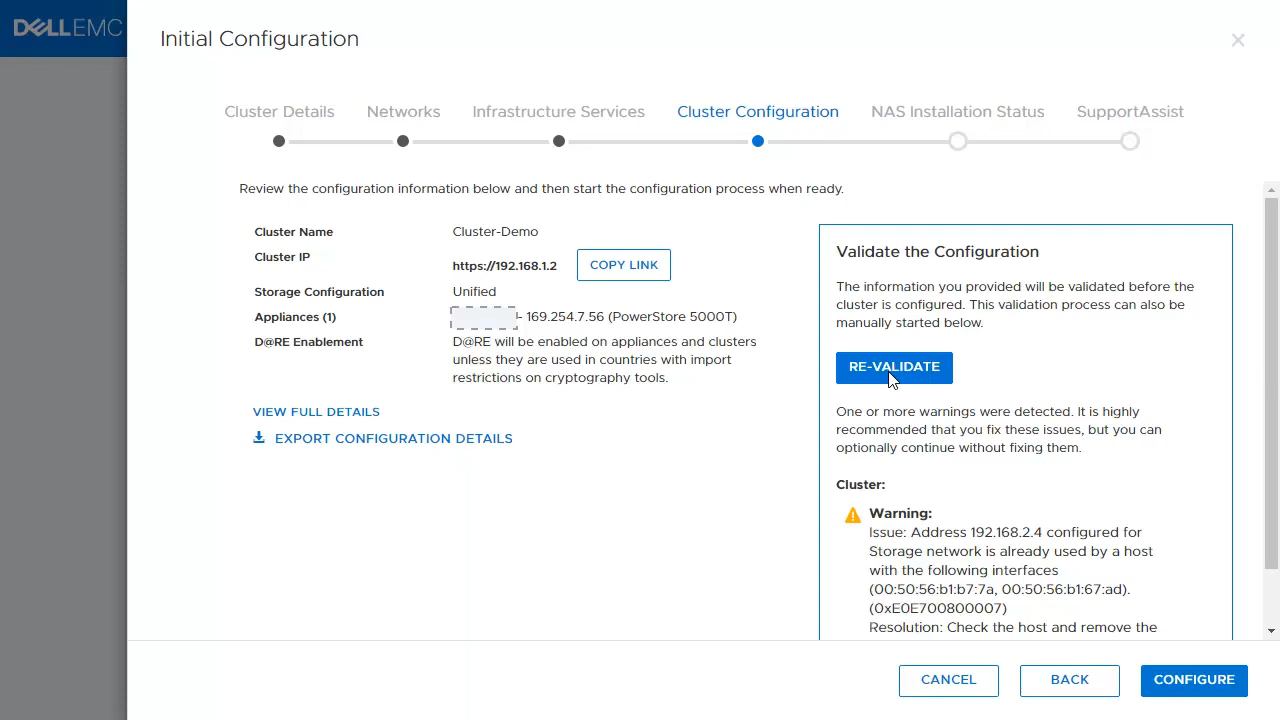 DELLEMC
Initial Configuration
Cluster Details
Networks
Infrastructure Services
Cluster Configuration
NAS Installation Status
SupportAssist
Review the configuration information below and then start the configuration process when ready.
Cluster Name
Cluster-Demo
Cluster IP
https://192.168.1.2
COPY LINK
Storage Configuration
Unified
Appliances (1)
- 169.254.7.56 (PowerStore 5000T)
D@RE Enablement
D@RE will be enabled on appliances and clusters
unless they are used in countries with import
restrictions on cryptography tools.
VIEW FULL DETAILS
EXPORT CONFIGURATION DETAILS
Validate the Configuration
The information you provided will be validated before the
cluster is configured. This validation process can also be
manually started below.
RE-VALIDATE
One or more warnings were detected. It is highly
recommended that you fix these issues, but you can
optionally continue without fixing them.
Cluster:
Warning:
Issue: Address 192.168.2.4 configured for
Storage network is already used by a host
with the following interfaces
(00:50:56:b1:b7:7a, 00:50:56:b1:67:ad).
(0xE0E700800007)
Resolution: Check the host and remove the
CANCEL
BACK
CONFIGURE